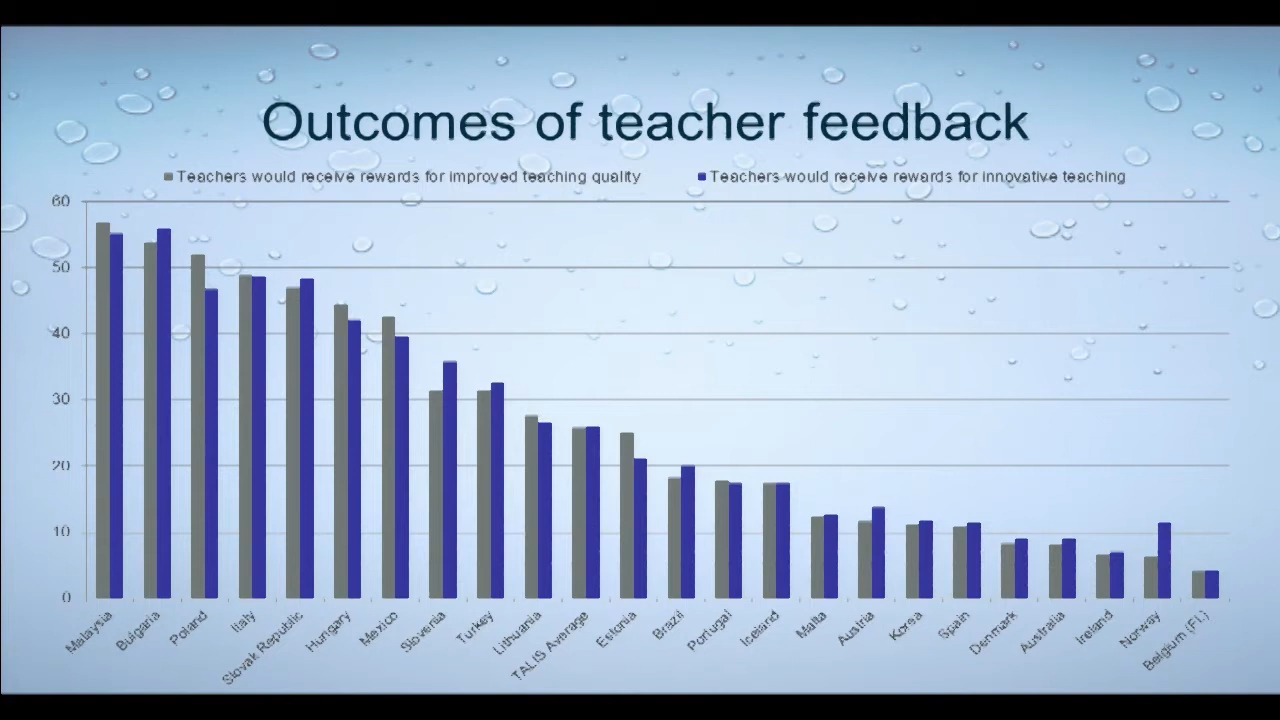 Outcomes of teacher feedback
Teachers would receive rewards for improved teaching quality
Teachers would receive rewards for innovative teaching
60
50
40
30
20
10
0
Malaysia
Bulgaria
Poland
Italy
Slovak Republic
Hungary
Mexico
Slovenia
Turkey
Lithuania
TALIS Average
Estonia
Brazil
Portugal
Iceland
Malta
Austria
Korea
Spain
Denmark
Australia
Ireland
Norway
Belgium (Fl.)